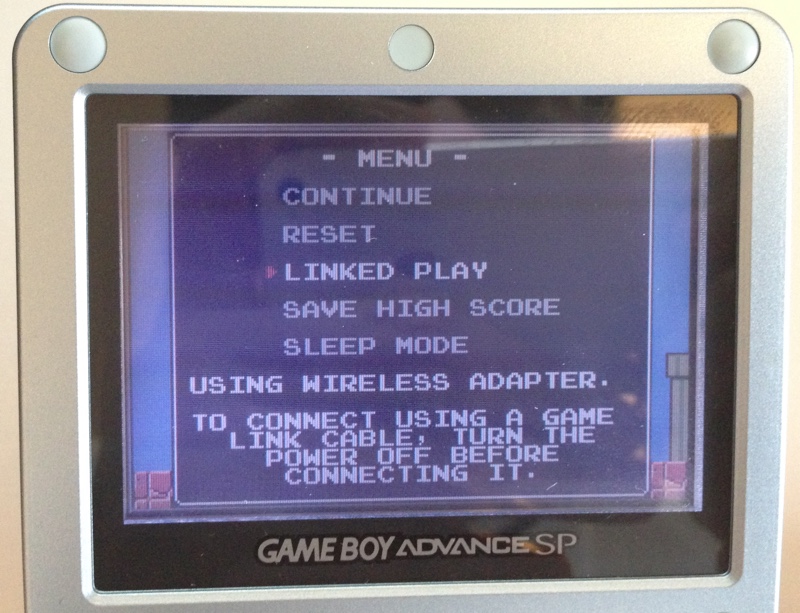 - MENU -
CONTINUE
RESET
LINKED PLAY
SAVE HIGH SCORE
SLEEP MODE
USING WIRELESS ADAPTER.
TO CONNECT USING A GAME
LINK CABLE, TURN THE
POWER OFF BEFORE
CONNECTING IT.
GAME BOY ADVANCE SP